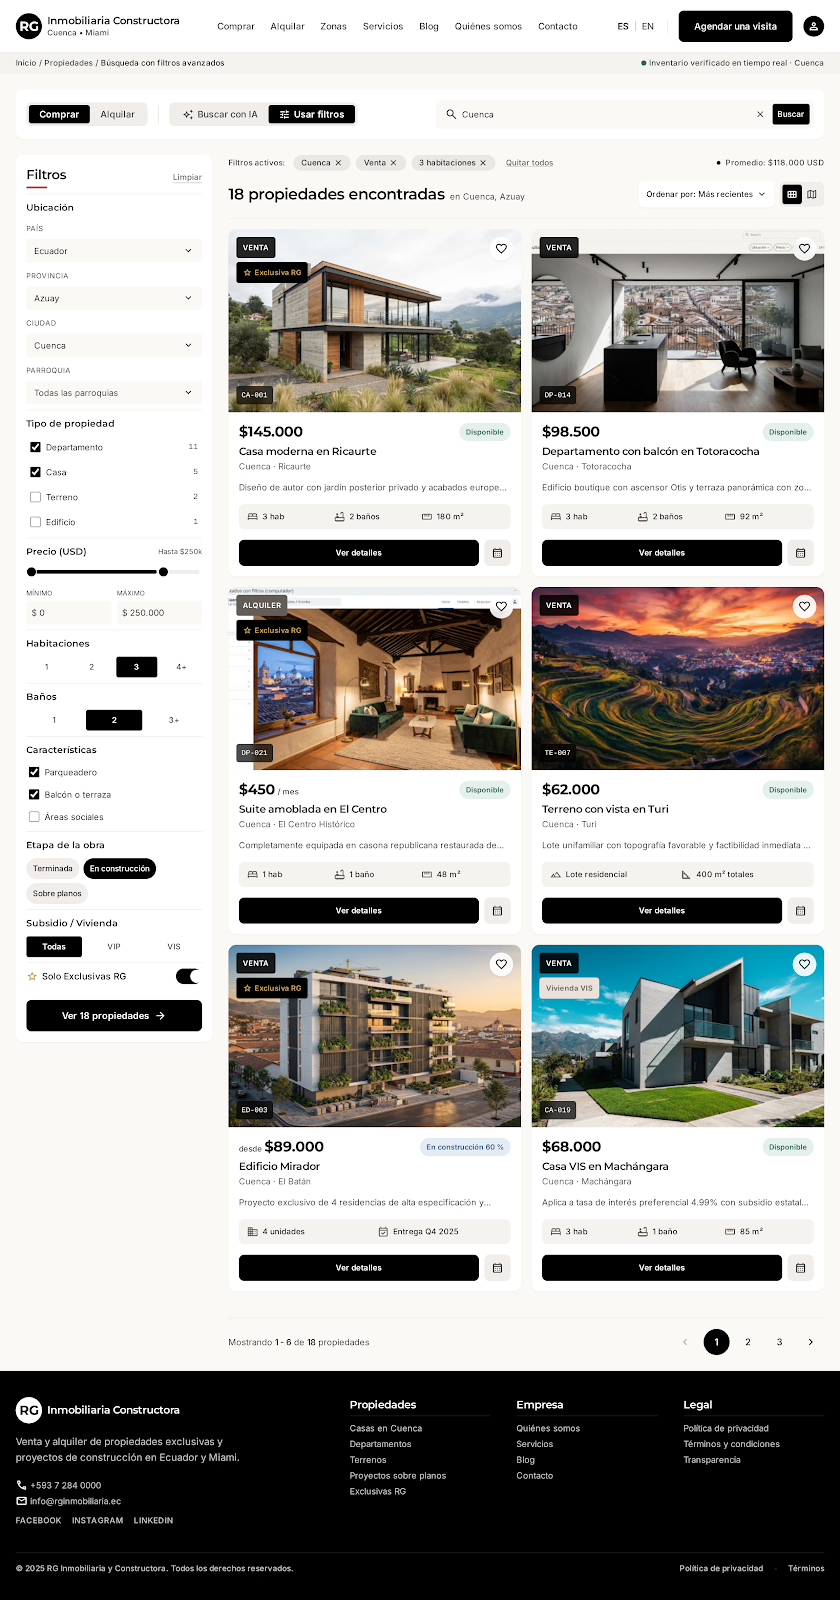 RG Inmobiliaria Constructora
Cuenca • Miami
Comprar Alquilar Zonas Servicios Blog Quiénes somos Contacto
ES | EN
Agendar una visita
Inicio / Propiedades / Búsqueda con filtros avanzados
Inventario verificado en tiempo real · Cuenca
Comprar Alquilar
Buscar con IA Usar filtros
Cuenca
Buscar
Filtros
Limpiar
Ubicación
PAÍS
Ecuador
PROVINCIA
Azuay
CIUDAD
Cuenca
PARROQUIA
Todas las parroquias
Tipo de propiedad
Departamento 11
Casa 5
Terreno 2
Edificio 1
Precio (USD) Hasta $250k
MÍNIMO MÁXIMO
$ 0 $ 250.000
Habitaciones
1 2 3 4+
Baños
1 2 3+
Características
Parqueadero
Balcón o terraza
Áreas sociales
Etapa de la obra
Terminada En construcción
Sobre planos
Subsidio / Vivienda
Todas VIP VIS
Solo Exclusivas RG
Ver 18 propiedades →
Filtros activos: Cuenca ✕ Venta ✕ 3 habitaciones ✕ Quitar todos
• Promedio: $118.000 USD
18 propiedades encontradas en Cuenca, Azuay
Ordenar por: Más recientes
VENTA
Exclusiva RG
CA-001
$145.000 Disponible
Casa moderna en Ricaurte
Cuenca · Ricaurte
Diseño de autor con jardín posterior privado y acabados europe...
3 hab 2 baños 180 m²
Ver detalles
VENTA
DP-014
$98.500 Disponible
Departamento con balcón en Totoracocha
Cuenca · Totoracocha
Edificio boutique con ascensor Otis y terraza panorámica con zo...
3 hab 2 baños 92 m²
Ver detalles
ALQUILER
Exclusiva RG
DP-021
$450 / mes Disponible
Suite amoblada en El Centro
Cuenca · El Centro Histórico
Completamente equipada en casona republicana restaurada de...
1 hab 1 baño 48 m²
Ver detalles
VENTA
TE-007
$62.000 Disponible
Terreno con vista en Turi
Cuenca · Turi
Lote unifamiliar con topografía favorable y factibilidad inmediata ...
Lote residencial 400 m² totales
Ver detalles
VENTA
Exclusiva RG
ED-003
desde $89.000 En construcción 60 %
Edificio Mirador
Cuenca · El Batán
Proyecto exclusivo de 4 residencias de alta especificación y...
4 unidades Entrega Q4 2025
Ver detalles
VENTA
Vivienda VIS
CA-019
$68.000 Disponible
Casa VIS en Machángara
Cuenca · Machángara
Aplica a tasa de interés preferencial 4.99% con subsidio estatal...
3 hab 1 baño 85 m²
Ver detalles
Mostrando 1 - 6 de 18 propiedades
1 2 3
RG Inmobiliaria Constructora
Venta y alquiler de propiedades exclusivas y
proyectos de construcción en Ecuador y Miami.
+593 7 284 0000
info@rginmobiliaria.ec
FACEBOOK INSTAGRAM LINKEDIN
Propiedades
Casas en Cuenca
Departamentos
Terrenos
Proyectos sobre planos
Exclusivas RG
Empresa
Quiénes somos
Servicios
Blog
Contacto
Legal
Política de privacidad
Términos y condiciones
Transparencia
© 2025 RG Inmobiliaria y Constructora. Todos los derechos reservados.
Política de privacidad · Términos